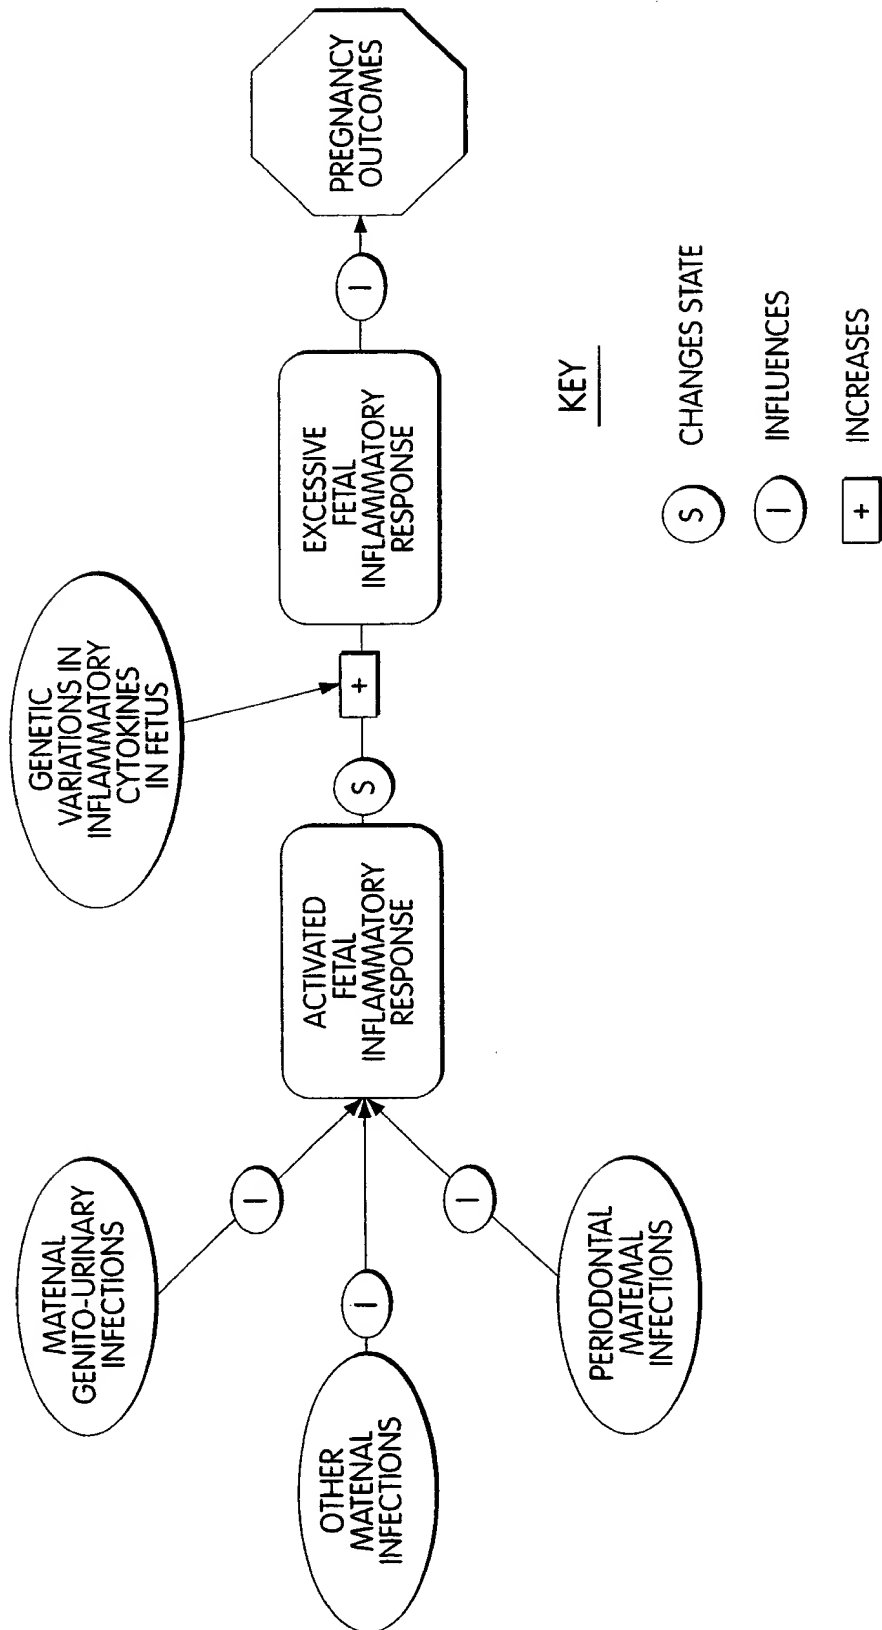 MATENAL
GENITO-URINARY
INFECTIONS
OTHER
MATENAL
INFECTIONS
PERIODONTAL
MATEMAL
INFECTIONS
I
I
I
ACTIVATED
FETAL
INFLAMMATORY
RESPONSE
S
+
GENETIC
VARIATIONS IN
INFLAMMATORY
CYTOKINES
IN FETUS
EXCESSIVE
FETAL
INFLAMMATORY
RESPONSE
I
PREGNANCY
OUTCOMES
KEY
S CHANGES STATE
I INFLUENCES
+ INCREASES